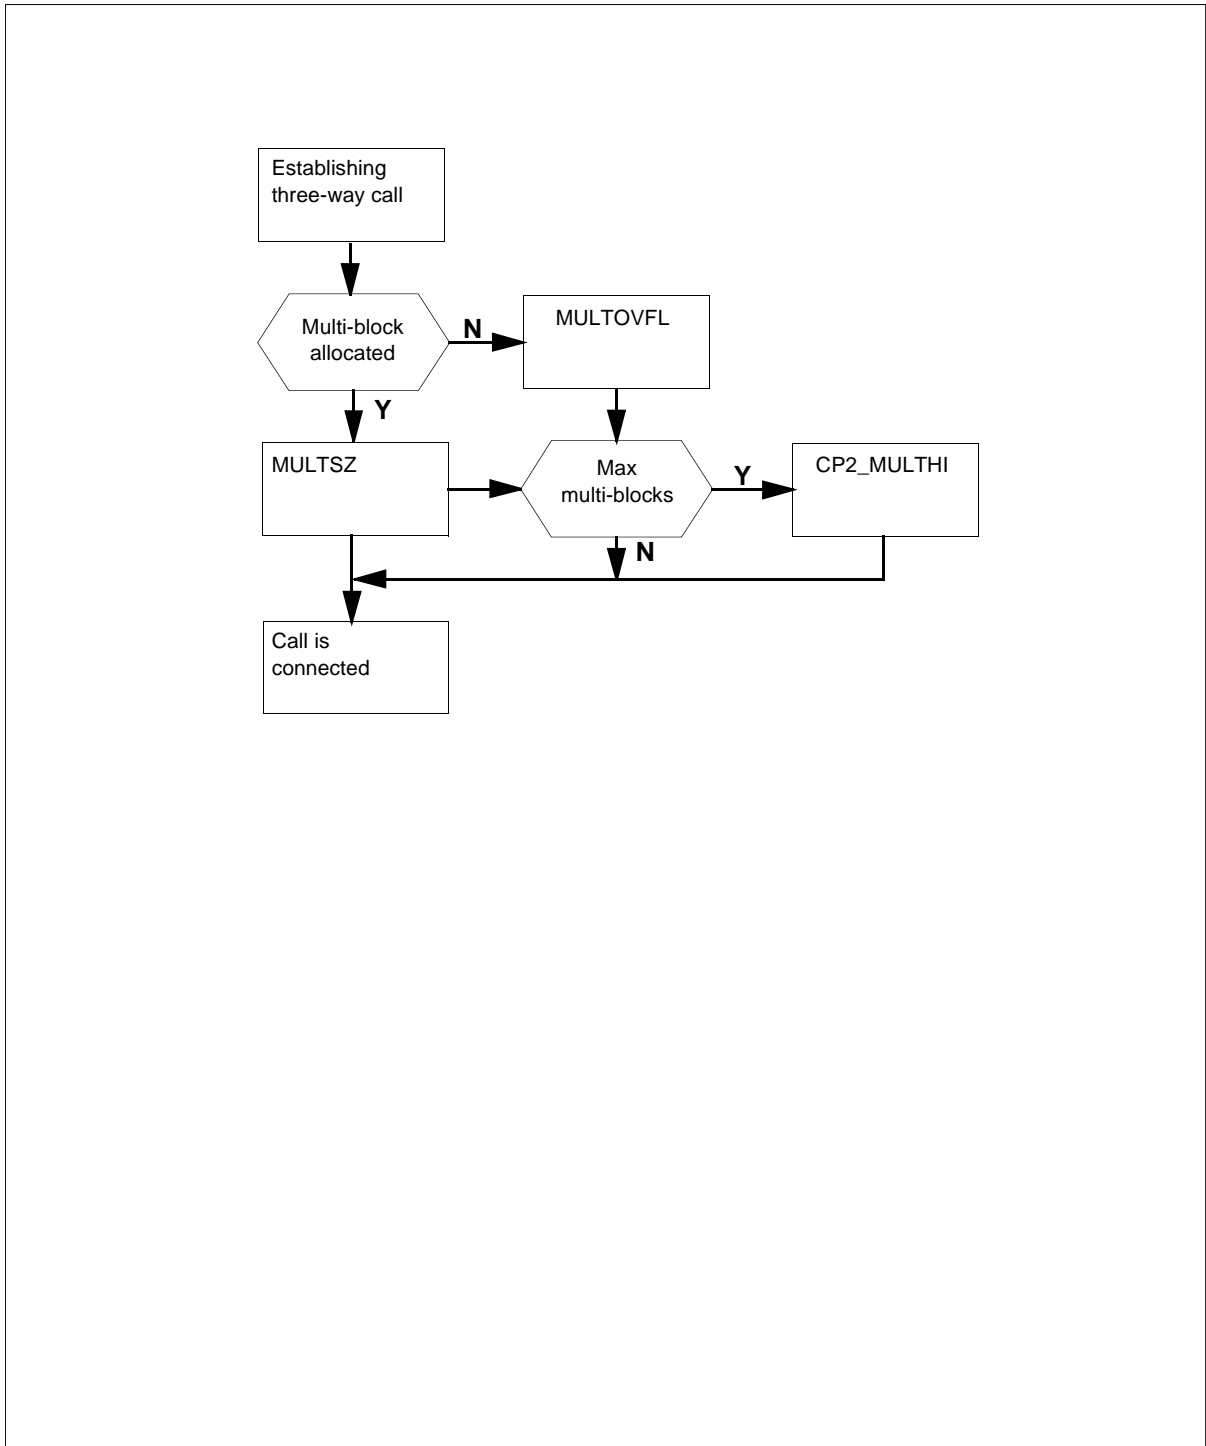 Establishing
three-way call
Multi-block
allocated
N
MULTOVFL
Y
MULTSZ
Max
multi-blocks
Y
CP2_MULTHI
N
Call is
connected